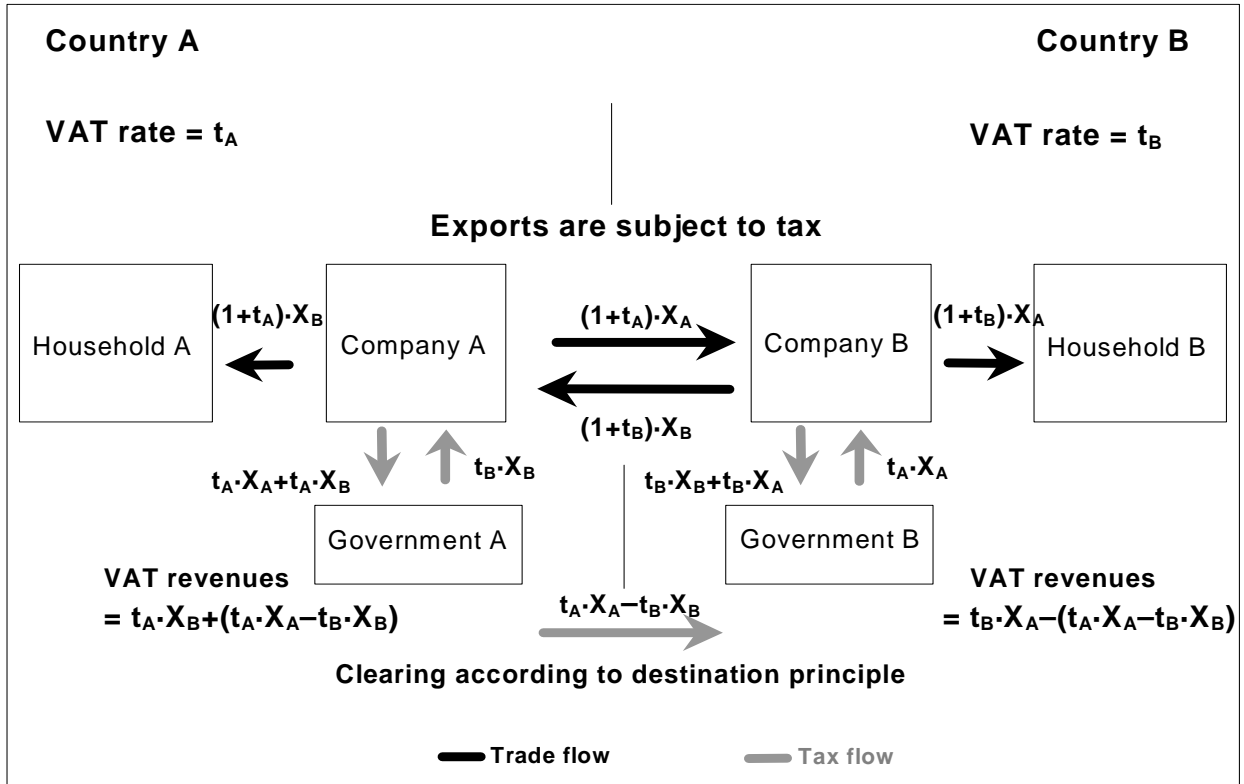 Country A
Country B
VAT rate = tA
VAT rate = tB
Exports are subject to tax
(1+tA)·XB
(1+tA)·XA
(1+tB)·XA
Household A
Company A
Company B
Household B
(1+tB)·XB
tA·XA+tA·XB
tB·XB
tB·XB+tB·XA
tA·XA
Government A
Government B
VAT revenues
= tA·XB+(tA·XA–tB·XB)
tA·XA–tB·XB
VAT revenues
= tB·XA–(tA·XA–tB·XB)
Clearing according to destination principle
Trade flow
Tax flow